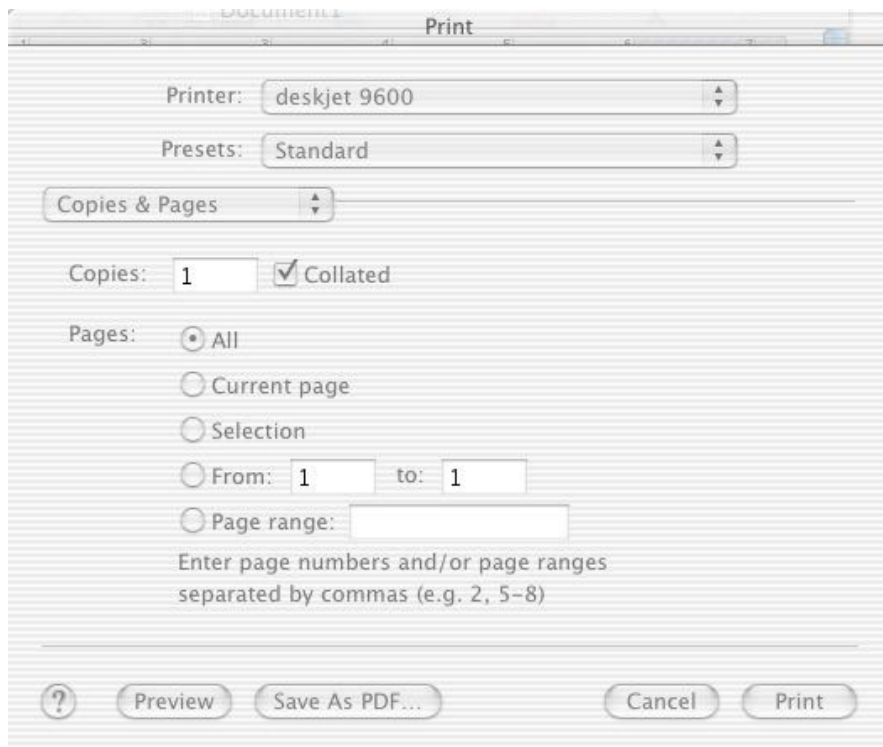 Document1
Print
Printer: deskjet 9600
Presets: Standard
Copies & Pages
Copies: 1 Collated
Pages: All
Current page
Selection
From: 1 to: 1
Page range:
Enter page numbers and/or page ranges
separated by commas (e.g. 2, 5-8)
? Preview Save As PDF... Cancel Print